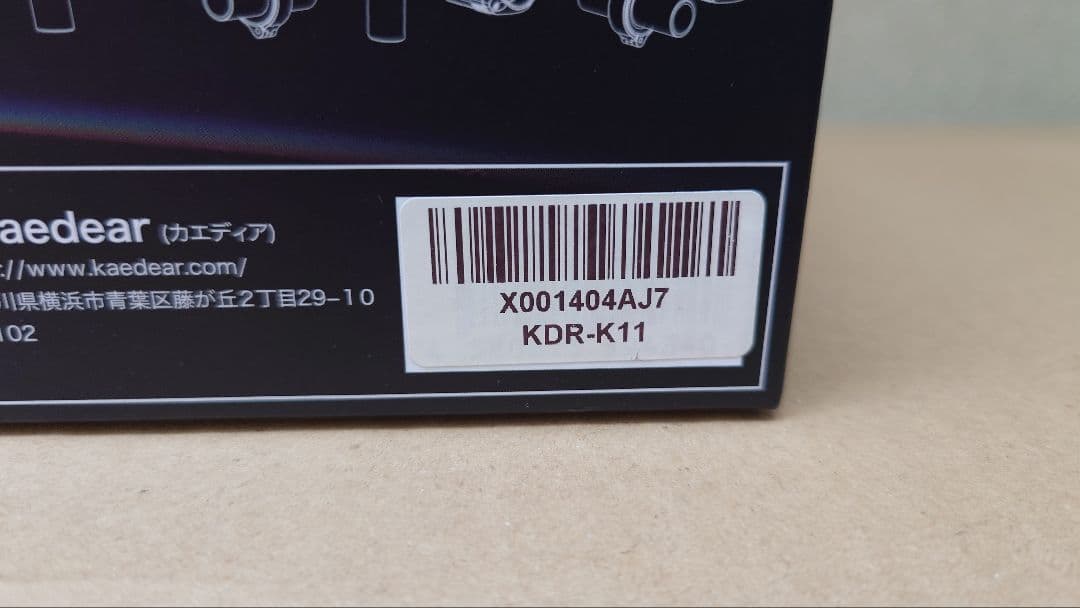 aedear (カエディア)
://www.kaedear.com/
川県横浜市青葉区藤が丘2丁目29-10
102
X001404AJ7
KDR-K11